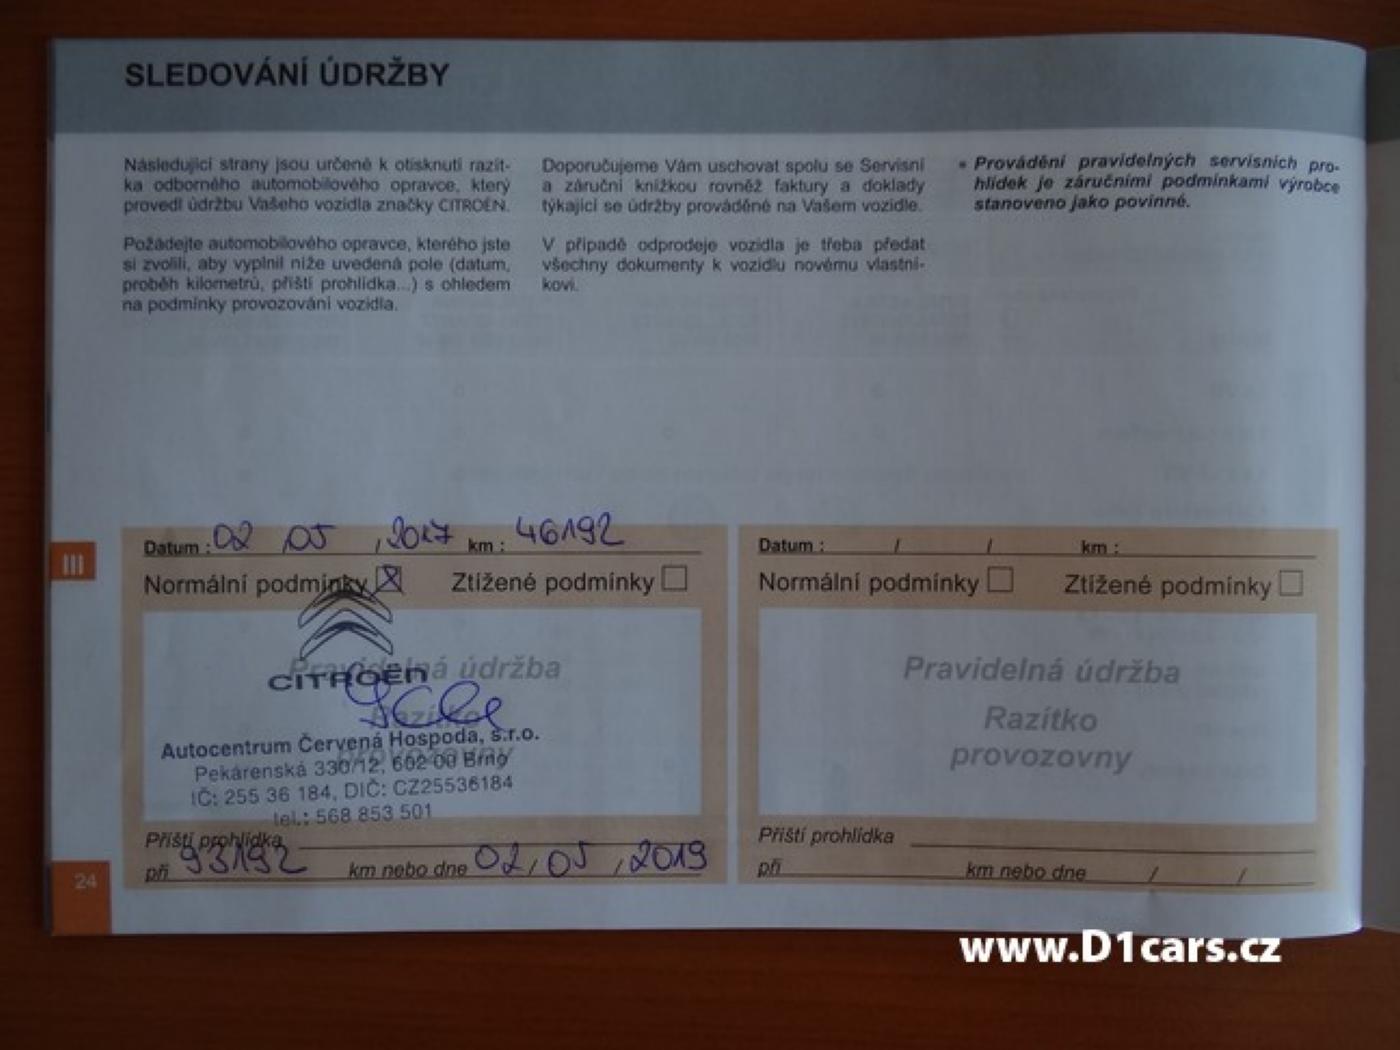 SLEDOVÁNÍ ÚDRŽBY
Následující strany jsou určené k otisknutí razít-
ka odborného automobilového opravce, který
provedl údržbu Vašeho vozidla značky CITROËN.
Požádejte automobilového opravce, kterého jste
si zvolili, aby vyplnil níže uvedená pole (datum,
proběh kilometrů, příští prohlídka...) s ohledem
na podmínky provozování vozidla.
Doporučujeme Vám uschovat spolu se Servisní
a záruční knížkou rovněž faktury a doklady
týkající se údržby prováděné na Vašem vozidle.
V případě odprodeje vozidla je třeba předat
všechny dokumenty k vozidlu novému vlastní-
kovi.
• Provádění pravidelných servisních pro-
hlídek je záručními podmínkami výrobce
stanoveno jako povinné.
III
Datum : 02 , 05 , 2017 km : 46192
Normální podmínky Ztížené podmínky
Pravidelná údržba
Razítko
provozovny
CITROËN
Autocentrum Červená Hospoda, s.r.o.
Pekárenská 330/12, 602 00 Brno
IČ: 255 36 184, DIČ: CZ25536184
tel.: 568 853 501
Příští prohlídka
při 93192 km nebo dne 02, 05 , 2019
Datum : / / km :
Normální podmínky Ztížené podmínky
Pravidelná údržba
Razítko
provozovny
Příští prohlídka
při km nebo dne / /
24
www.D1cars.cz